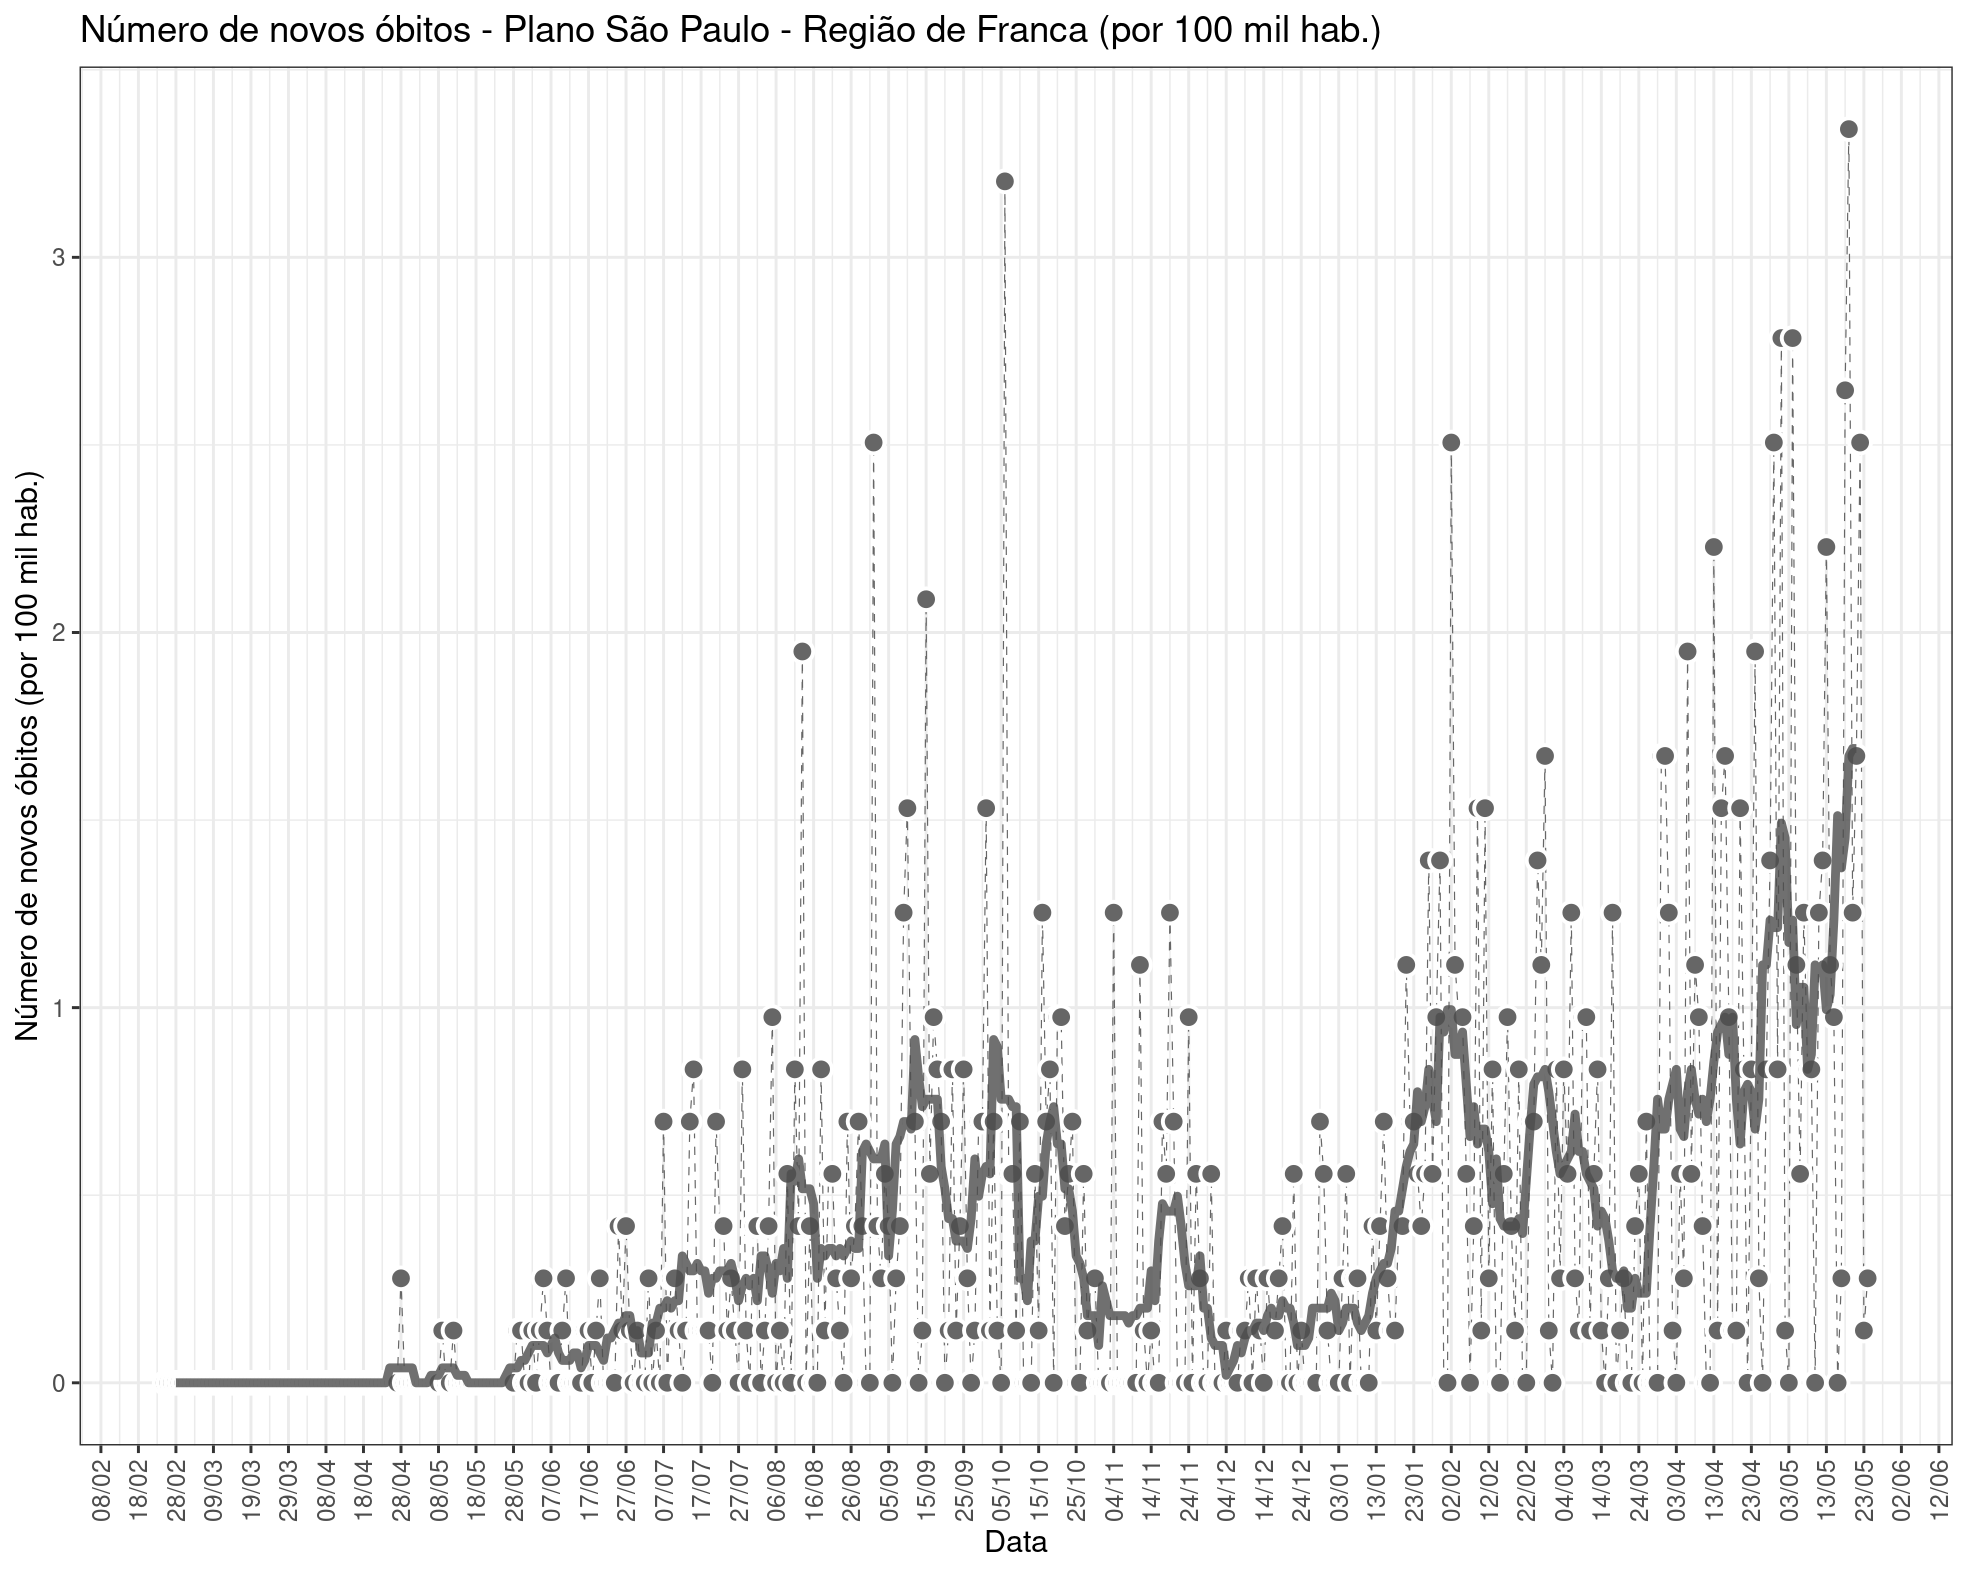 Número de novos óbitos - Plano São Paulo - Região de Franca (por 100 mil hab.)
Número de novos óbitos (por 100 mil hab.)
3
2
1
0
08/02 18/02 28/02 09/03 19/03 29/03 08/04 18/04 28/04 08/05 18/05 28/05 07/06 17/06 27/06 07/07 17/07 27/07 06/08 16/08 26/08 05/09 15/09 25/09 05/10 15/10 25/10 04/11 14/11 24/11 04/12 14/12 24/12 03/01 13/01 23/01 02/02 12/02 22/02 04/03 14/03 24/03 03/04 13/04 23/04 03/05 13/05 23/05 02/06 12/06
Data